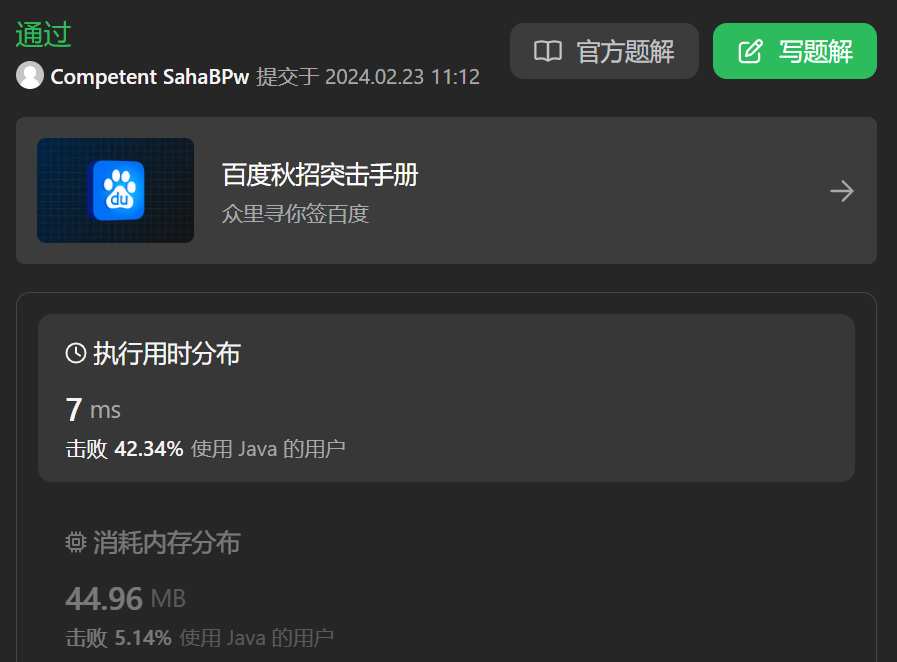 通过
官方题解
写题解
Competent SahaBPw 提交于 2024.02.23 11:12
du
百度秋招突击手册
众里寻你签百度
执行用时分布
7 ms
击败 42.34% 使用 Java 的用户
消耗内存分布
44.96 MB
击败 5.14% 使用 Java 的用户